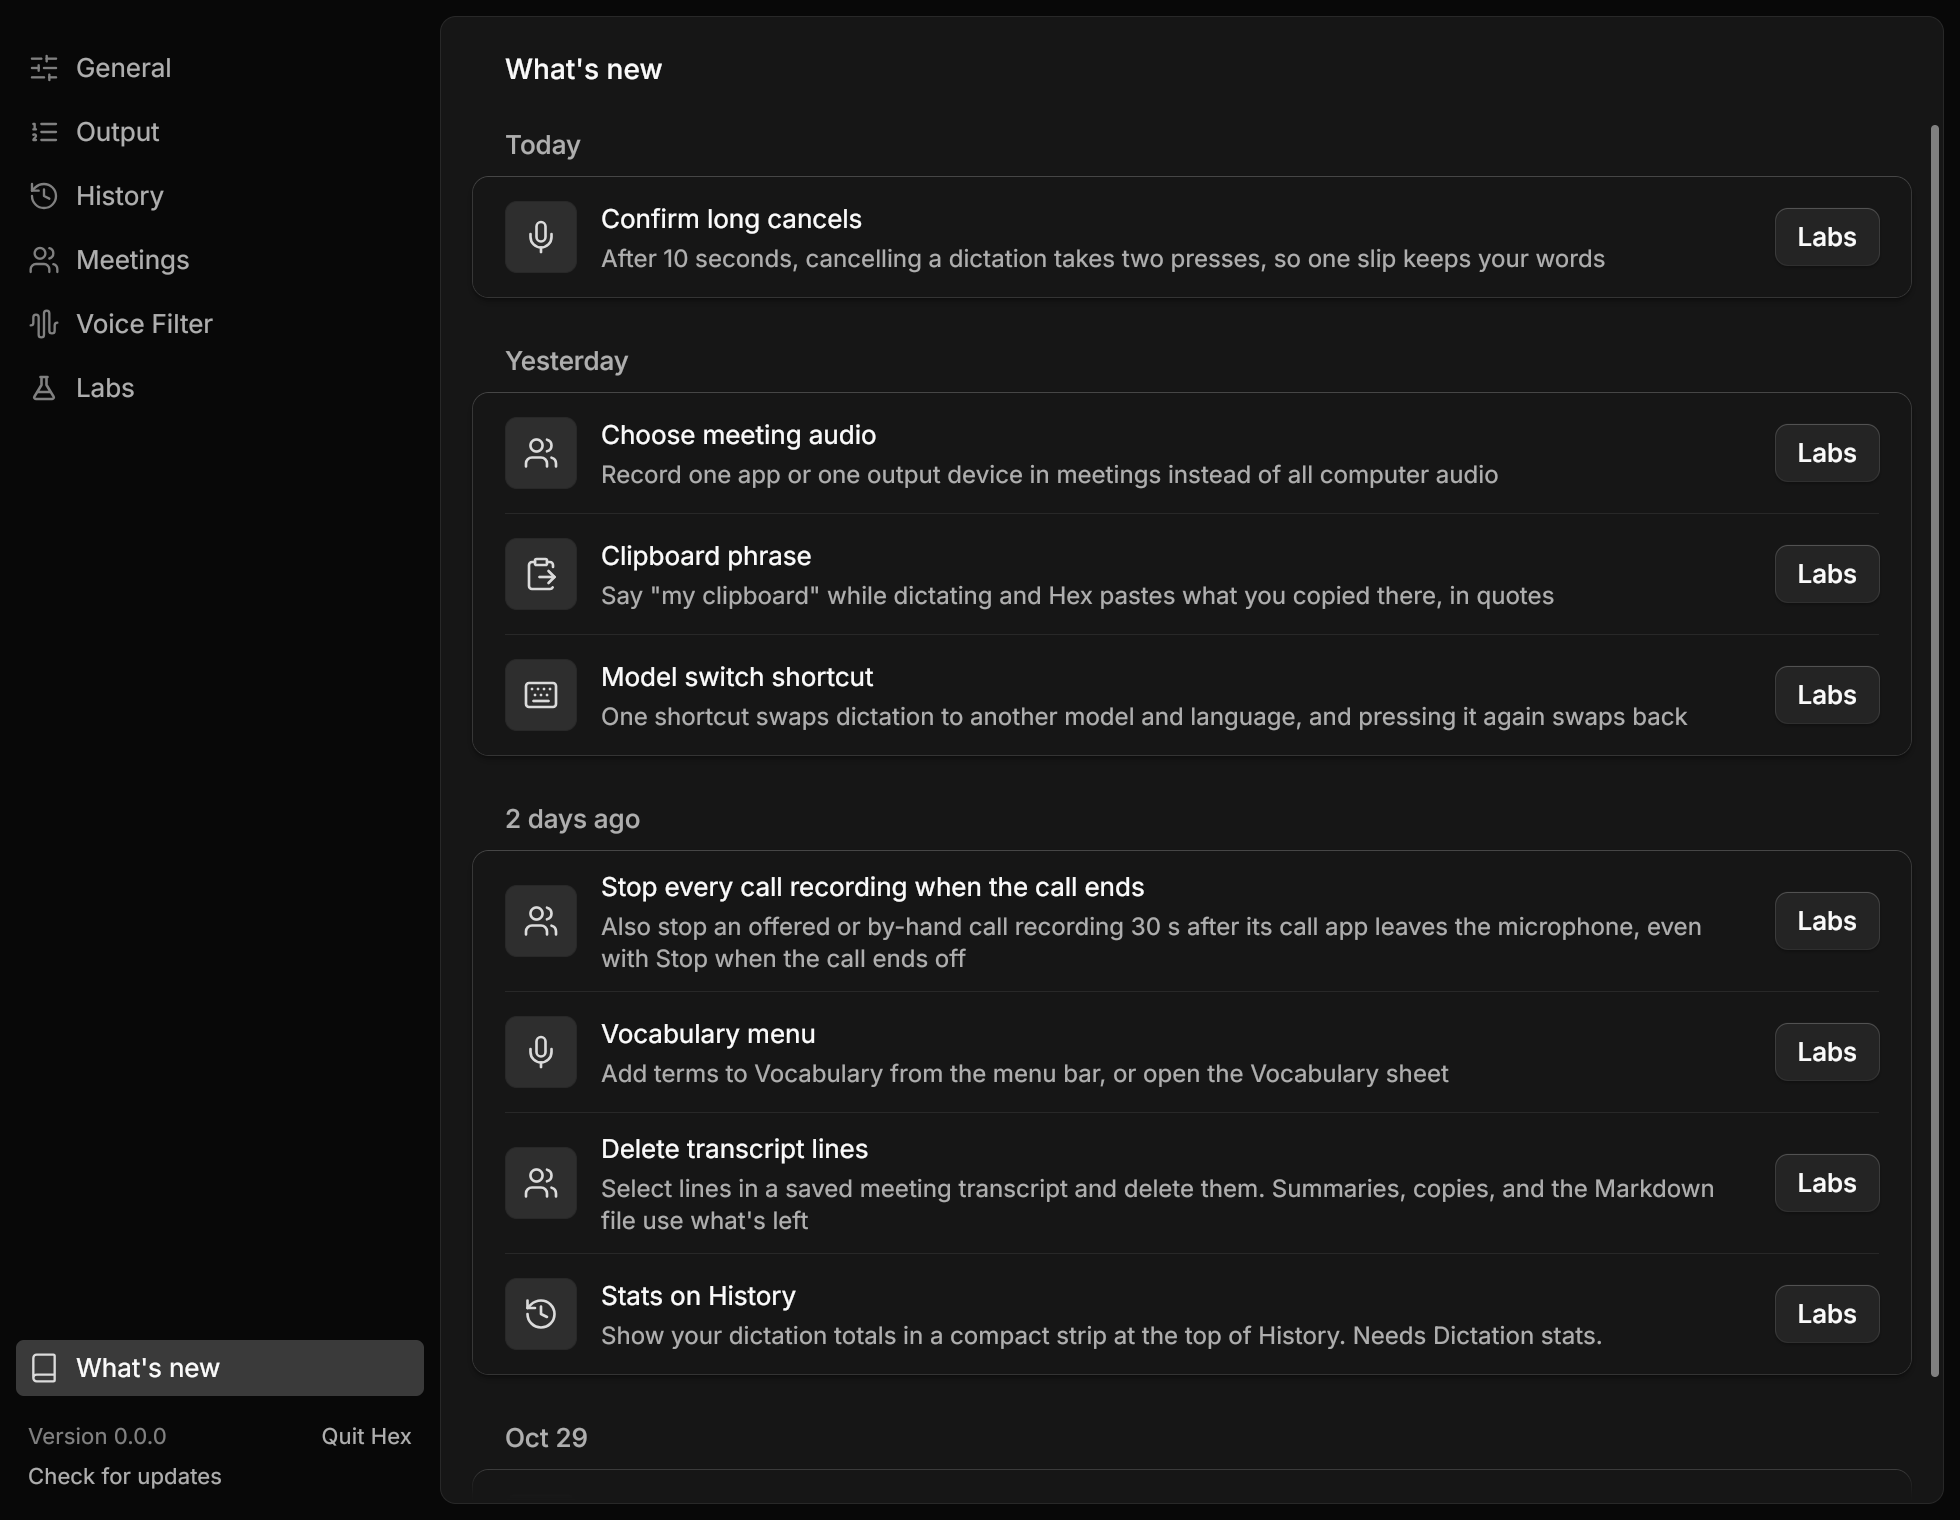 General
Output
History
Meetings
Voice Filter
Labs
What's new
Version 0.0.0
Quit Hex
Check for updates
What's new
Today
Confirm long cancels
After 10 seconds, cancelling a dictation takes two presses, so one slip keeps your words
Labs
Yesterday
Choose meeting audio
Record one app or one output device in meetings instead of all computer audio
Labs
Clipboard phrase
Say "my clipboard" while dictating and Hex pastes what you copied there, in quotes
Labs
Model switch shortcut
One shortcut swaps dictation to another model and language, and pressing it again swaps back
Labs
2 days ago
Stop every call recording when the call ends
Also stop an offered or by-hand call recording 30 s after its call app leaves the microphone, even
with Stop when the call ends off
Labs
Vocabulary menu
Add terms to Vocabulary from the menu bar, or open the Vocabulary sheet
Labs
Delete transcript lines
Select lines in a saved meeting transcript and delete them. Summaries, copies, and the Markdown
file use what's left
Labs
Stats on History
Show your dictation totals in a compact strip at the top of History. Needs Dictation stats.
Labs
Oct 29